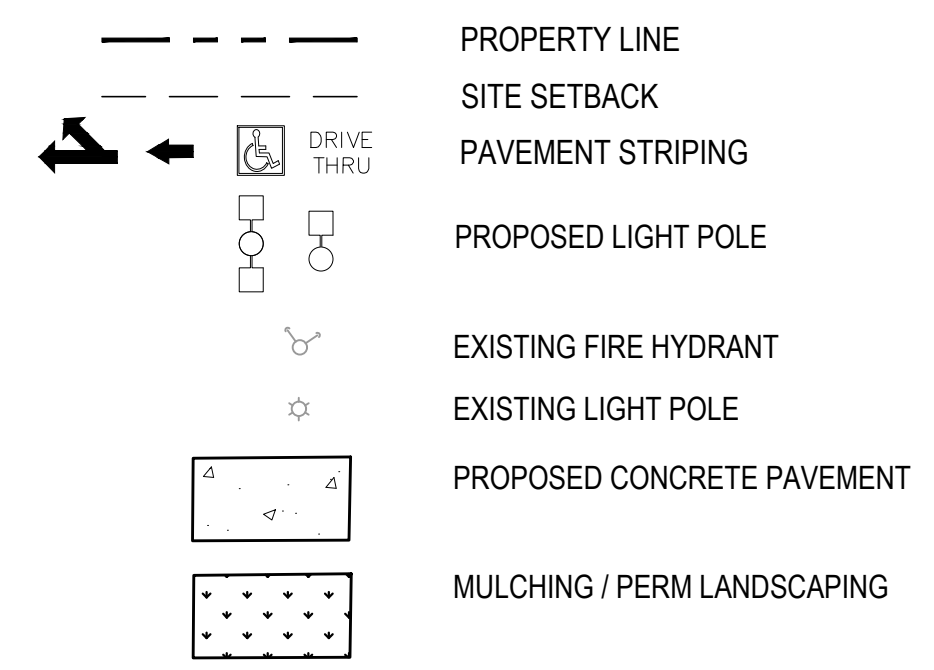 PROPERTY LINE
SITE SETBACK
DRIVE
THRU
PAVEMENT STRIPING
PROPOSED LIGHT POLE
EXISTING FIRE HYDRANT
EXISTING LIGHT POLE
PROPOSED CONCRETE PAVEMENT
MULCHING / PERM LANDSCAPING